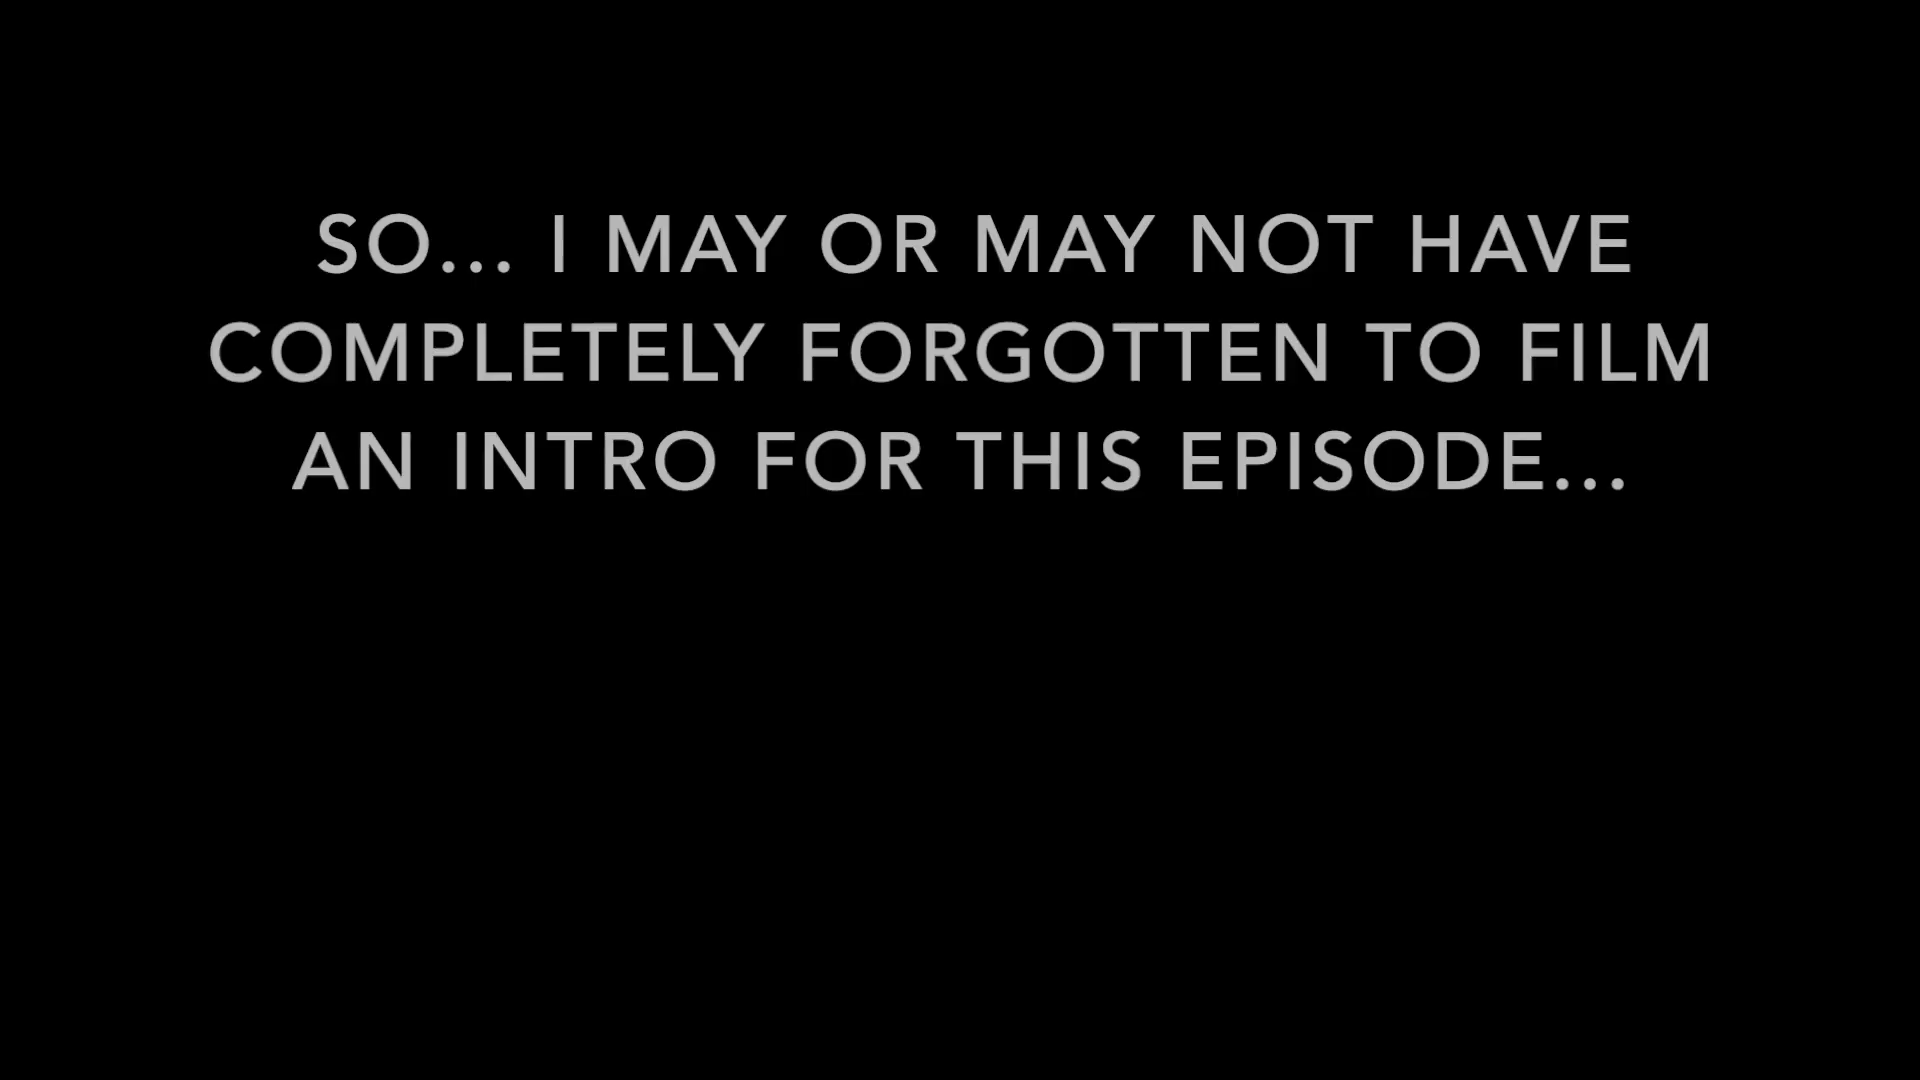 SO... I MAY OR MAY NOT HAVE
COMPLETELY FORGOTTEN TO FILM
AN INTRO FOR THIS EPISODE...